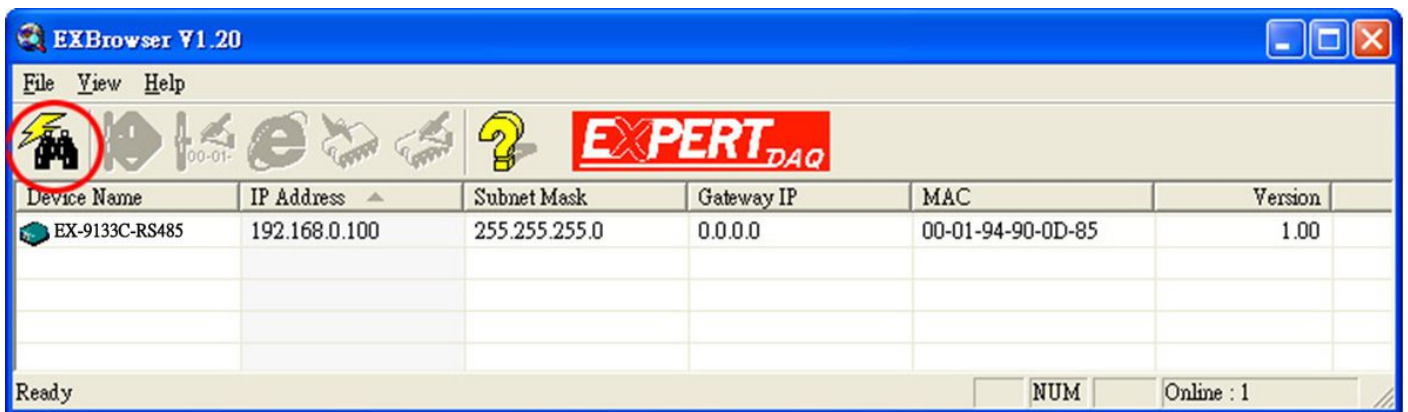 EXBrowser V1.20
File View Help
00-01-
EXPERT DAQ
Device Name IP Address Subnet Mask Gateway IP MAC Version
EX-9133C-RS485 192.168.0.100 255.255.255.0 0.0.0.0 00-01-94-90-0D-85 1.00
Ready NUM Online : 1